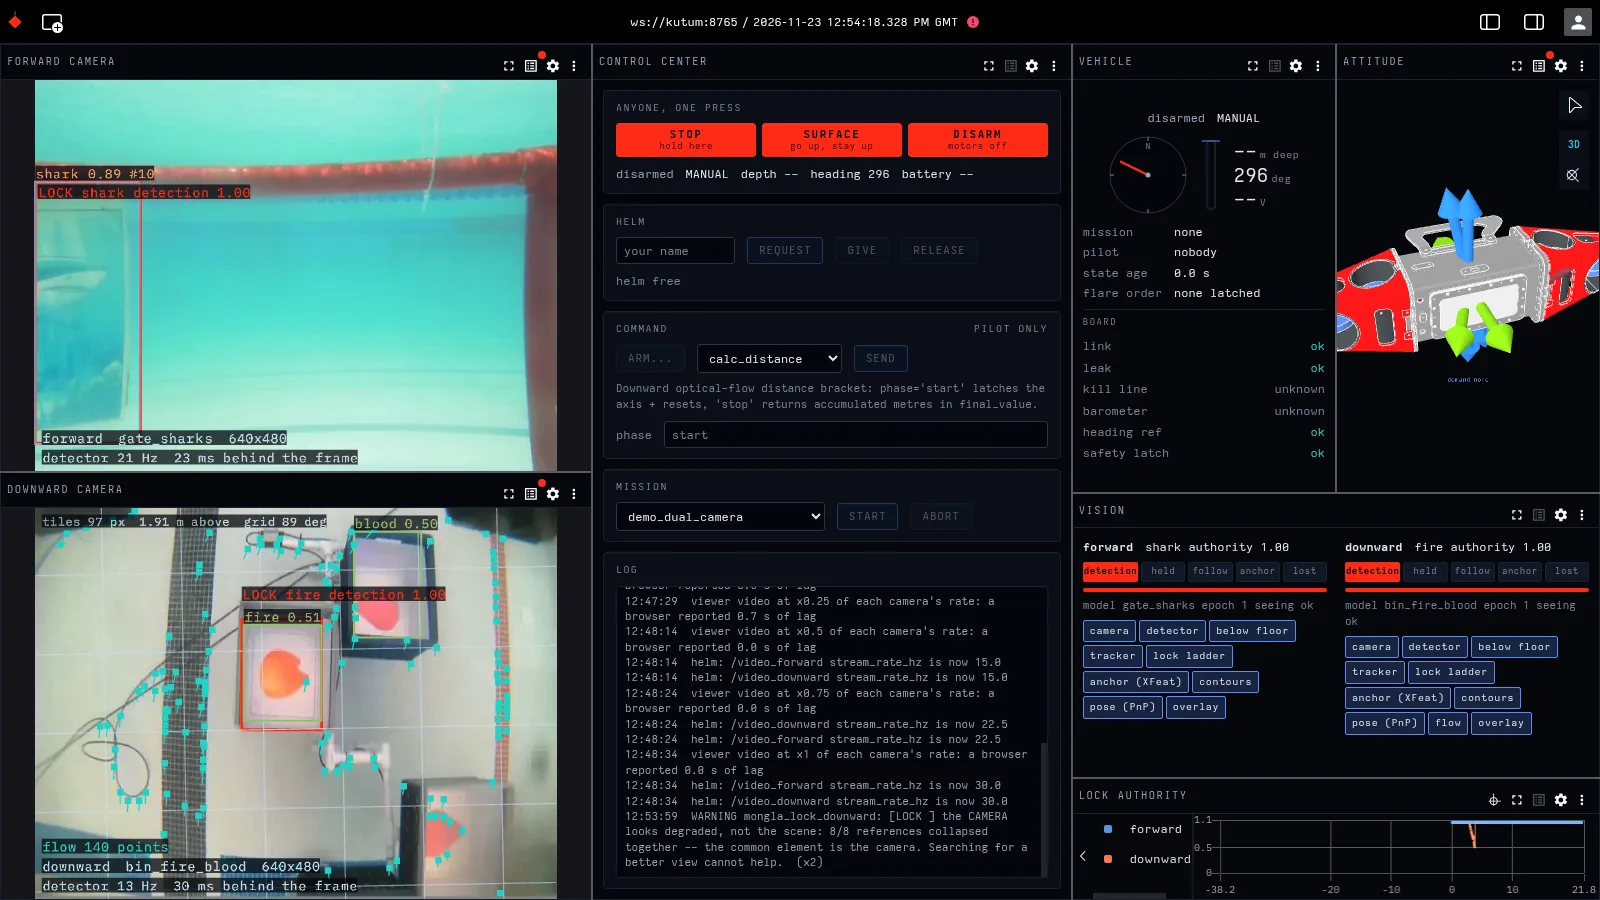 ws://kutum:8765 / 2026-11-23 12:54:18.328 PM GMT
FORWARD CAMERA
shark 0.89 #10
LOCK shark detection 1.00
forward gate_sharks 640x480
detector 21 Hz 23 ms behind the frame
DOWNWARD CAMERA
tiles 97 px 1.91 m above grid 89 deg
blood 0.50
LOCK fire detection 1.00
fire 0.51
flow 140 points
downward bin_fire_blood 640x480
detector 13 Hz 30 ms behind the frame
CONTROL CENTER
ANYONE, ONE PRESS
STOP
hold here
SURFACE
go up, stay up
DISARM
motors off
disarmed MANUAL depth -- heading 296 battery --
HELM
your name
REQUEST
GIVE
RELEASE
helm free
COMMAND
PILOT ONLY
ARM...
calc_distance
SEND
Downward optical-flow distance bracket: phase='start' latches the
axis + resets, 'stop' returns accumulated metres in final_value.
phase
start
MISSION
demo_dual_camera
START
ABORT
LOG
12:47:29 viewer video at x0.25 of each camera's rate: a
browser reported 0.7 s of lag
12:48:14 viewer video at x0.5 of each camera's rate: a
browser reported 0.0 s of lag
12:48:14 helm: /video_forward stream_rate_hz is now 15.0
12:48:14 helm: /video_downward stream_rate_hz is now 15.0
12:48:24 viewer video at x0.75 of each camera's rate: a
browser reported 0.0 s of lag
12:48:24 helm: /video_downward stream_rate_hz is now 22.5
12:48:24 helm: /video_forward stream_rate_hz is now 22.5
12:48:34 viewer video at x1 of each camera's rate: a browser
reported 0.0 s of lag
12:48:34 helm: /video_forward stream_rate_hz is now 30.0
12:48:34 helm: /video_downward stream_rate_hz is now 30.0
12:53:59 WARNING mongla_lock_downward: [LOCK ] the CAMERA
looks degraded, not the scene: 8/8 references collapsed
together -- the common element is the camera. Searching for a
better view cannot help. (x2)
VEHICLE
disarmed MANUAL
N
-- m deep
296 deg
-- V
mission none
pilot nobody
state age 0.0 s
flare order none latched
BOARD
link ok
leak ok
kill line unknown
barometer unknown
heading ref ok
safety latch ok
ATTITUDE
3D
VISION
forward shark authority 1.00
detection held follow anchor lost
model gate_sharks epoch 1 seeing ok
camera detector below floor
tracker lock ladder
anchor (XFeat) contours
pose (PnP) overlay
downward fire authority 1.00
detection held follow anchor lost
model bin_fire_blood epoch 1 seeing
ok
camera detector below floor
tracker lock ladder
anchor (XFeat) contours
pose (PnP) flow overlay
LOCK AUTHORITY
forward
downward
1.1
0.5
0
-38.2 -20 -10 0 10 21.8